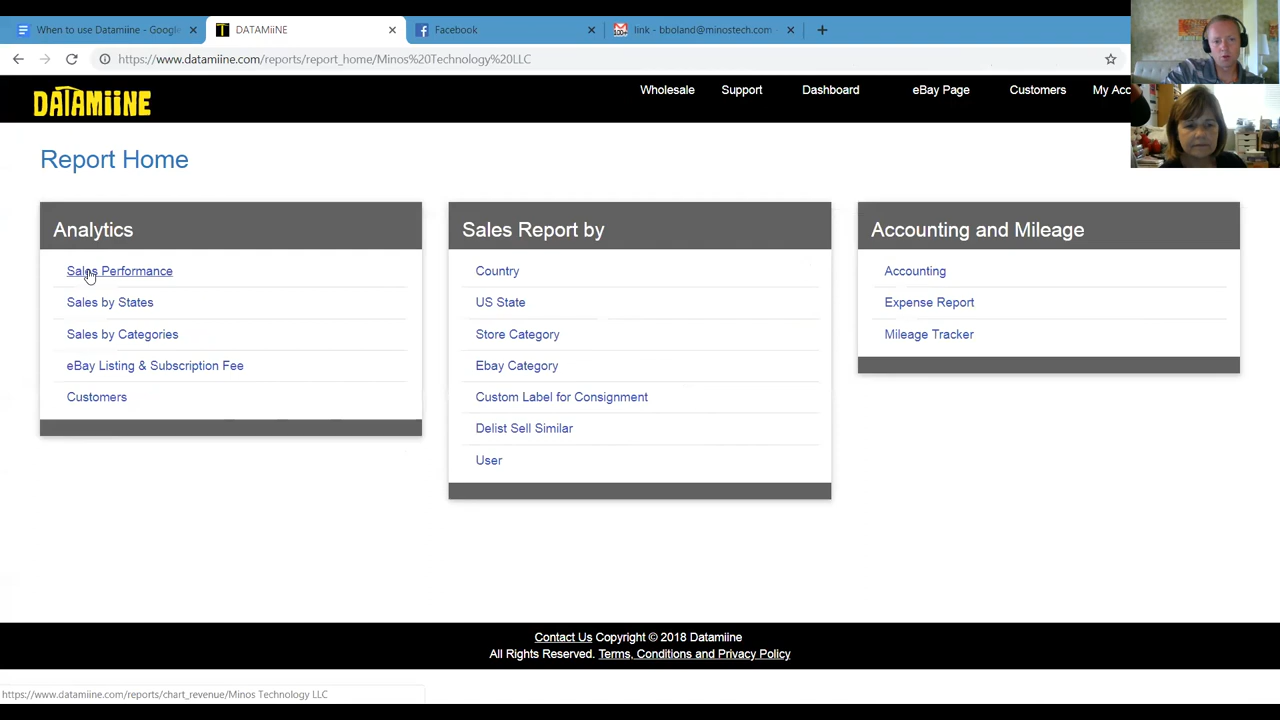 When to use Datamiine - Google
DATAMiiNE
Facebook
link - bboland@minostech.com
https://www.datamiine.com/reports/report_home/Minos%20Technology%20LLC
DATAMIINE
Wholesale
Support
Dashboard
eBay Page
Customers
My Acc
Report Home
Analytics
Sales Performance
Sales by States
Sales by Categories
eBay Listing & Subscription Fee
Customers
Sales Report by
Country
US State
Store Category
Ebay Category
Custom Label for Consignment
Delist Sell Similar
User
Accounting and Mileage
Accounting
Expense Report
Mileage Tracker
Contact Us Copyright © 2018 Datamiine
All Rights Reserved. Terms, Conditions and Privacy Policy
https://www.datamiine.com/reports/chart_revenue/Minos Technology LLC